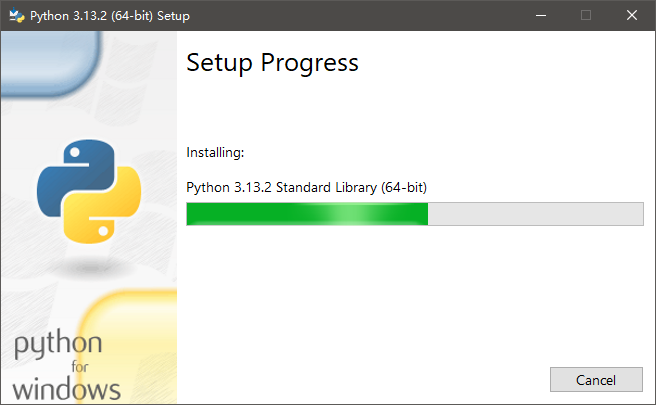 Python 3.13.2 (64-bit) Setup
Setup Progress
Installing:
Python 3.13.2 Standard Library (64-bit)
python
for
windows
Cancel